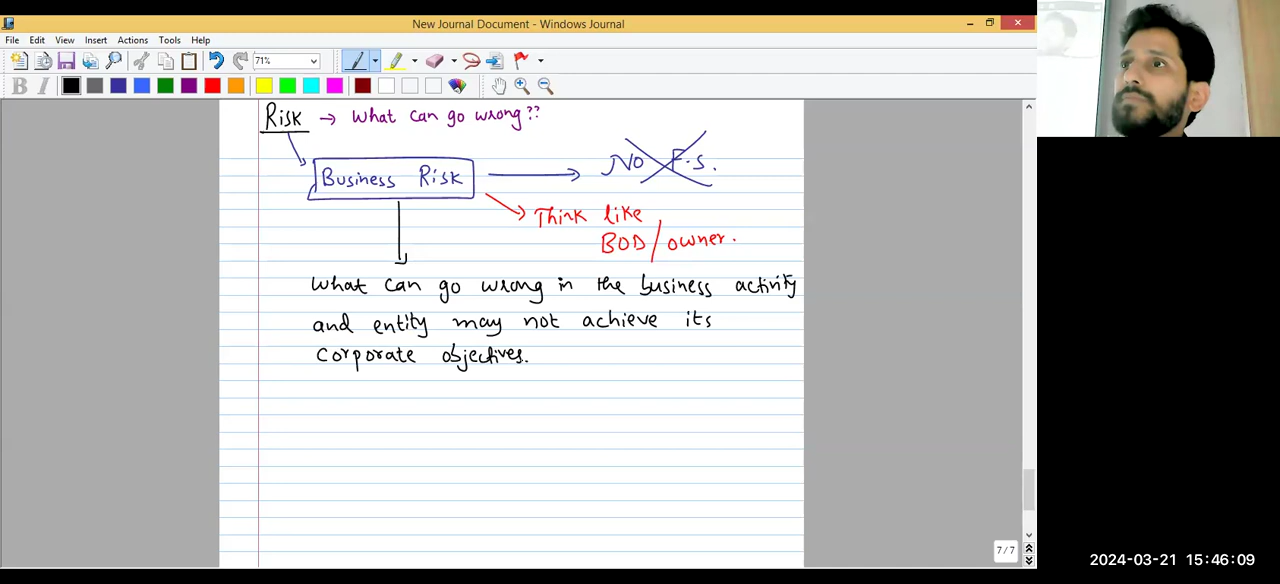 New Journal Document - Windows Journal
File Edit View Insert Actions Tools Help
71%
Risk → What can go wrong??
Business Risk → No F.S.
Think like
BOD/owner.
What can go wrong in the business activity
and entity may not achieve its
corporate objectives.
7 / 7
2024-03-21 15:46:09